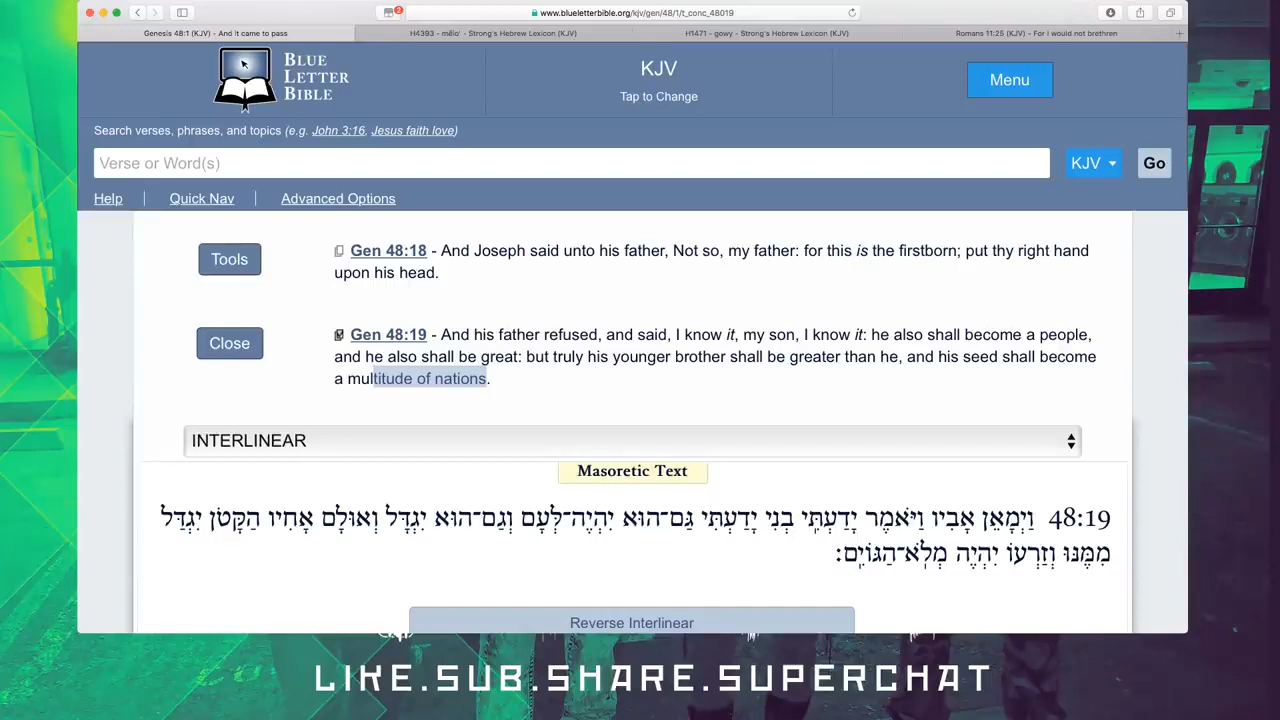 www.blueletterbible.org/kjv/gen/48/1/t_conc_48019
Genesis 48:1 (KJV) - And it came to pass
H4393 - mᵊlō' - Strong's Hebrew Lexicon (KJV)
H1471 - gowy - Strong's Hebrew Lexicon (KJV)
Romans 11:25 (KJV) - For I would not brethren
BLUE
LETTER
BIBLE
KJV
Tap to Change
Menu
Search verses, phrases, and topics (e.g. John 3:16, Jesus faith love)
Verse or Word(s)
KJV
Go
Help
Quick Nav
Advanced Options
Tools
Gen 48:18 - And Joseph said unto his father, Not so, my father: for this is the firstborn; put thy right hand
upon his head.
Close
Gen 48:19 - And his father refused, and said, I know it, my son, I know it: he also shall become a people,
and he also shall be great: but truly his younger brother shall be greater than he, and his seed shall become
a multitude of nations.
INTERLINEAR
Masoretic Text
48:19 וַיְמָאֵן אָבִיו וַיֹּאמֶר יָדַעְתִּי בְנִי יָדַעְתִּי גַּם־הוּא יִהְיֶה־לְּעָם וְגַם־הוּא יִגְדָּל וְאוּלָם אָחִיו הַקָּטֹן יִגְדַּל
מִמֶּנּוּ וְזַרְעוֹ יִהְיֶה מְלֹא־הַגּוֹיִם׃
Reverse Interlinear
LIKE.SUB.SHARE.SUPERCHAT